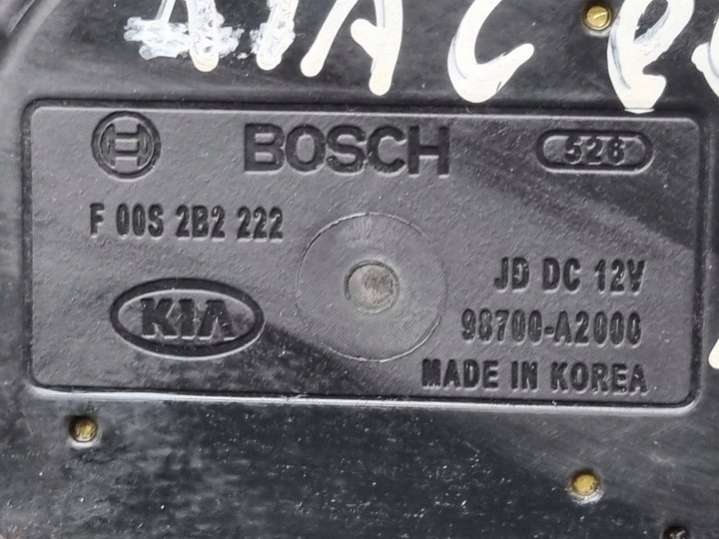 BOSCH 526
F 00S 2B2 222
JD DC 12V
KIA
98700-A2000
MADE IN KOREA